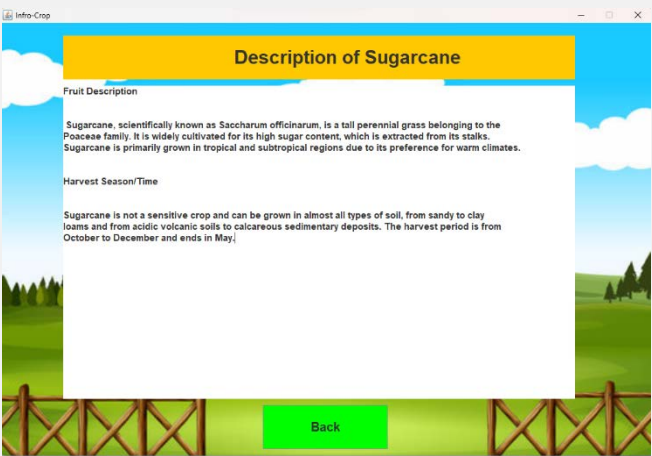 Infro-Crop
Description of Sugarcane
Fruit Description
Sugarcane, scientifically known as Saccharum officinarum, is a tall perennial grass belonging to the
Poaceae family. It is widely cultivated for its high sugar content, which is extracted from its stalks.
Sugarcane is primarily grown in tropical and subtropical regions due to its preference for warm climates.
Harvest Season/Time
Sugarcane is not a sensitive crop and can be grown in almost all types of soil, from sandy to clay
loams and from acidic volcanic soils to calcareous sedimentary deposits. The harvest period is from
October to December and ends in May.
Back